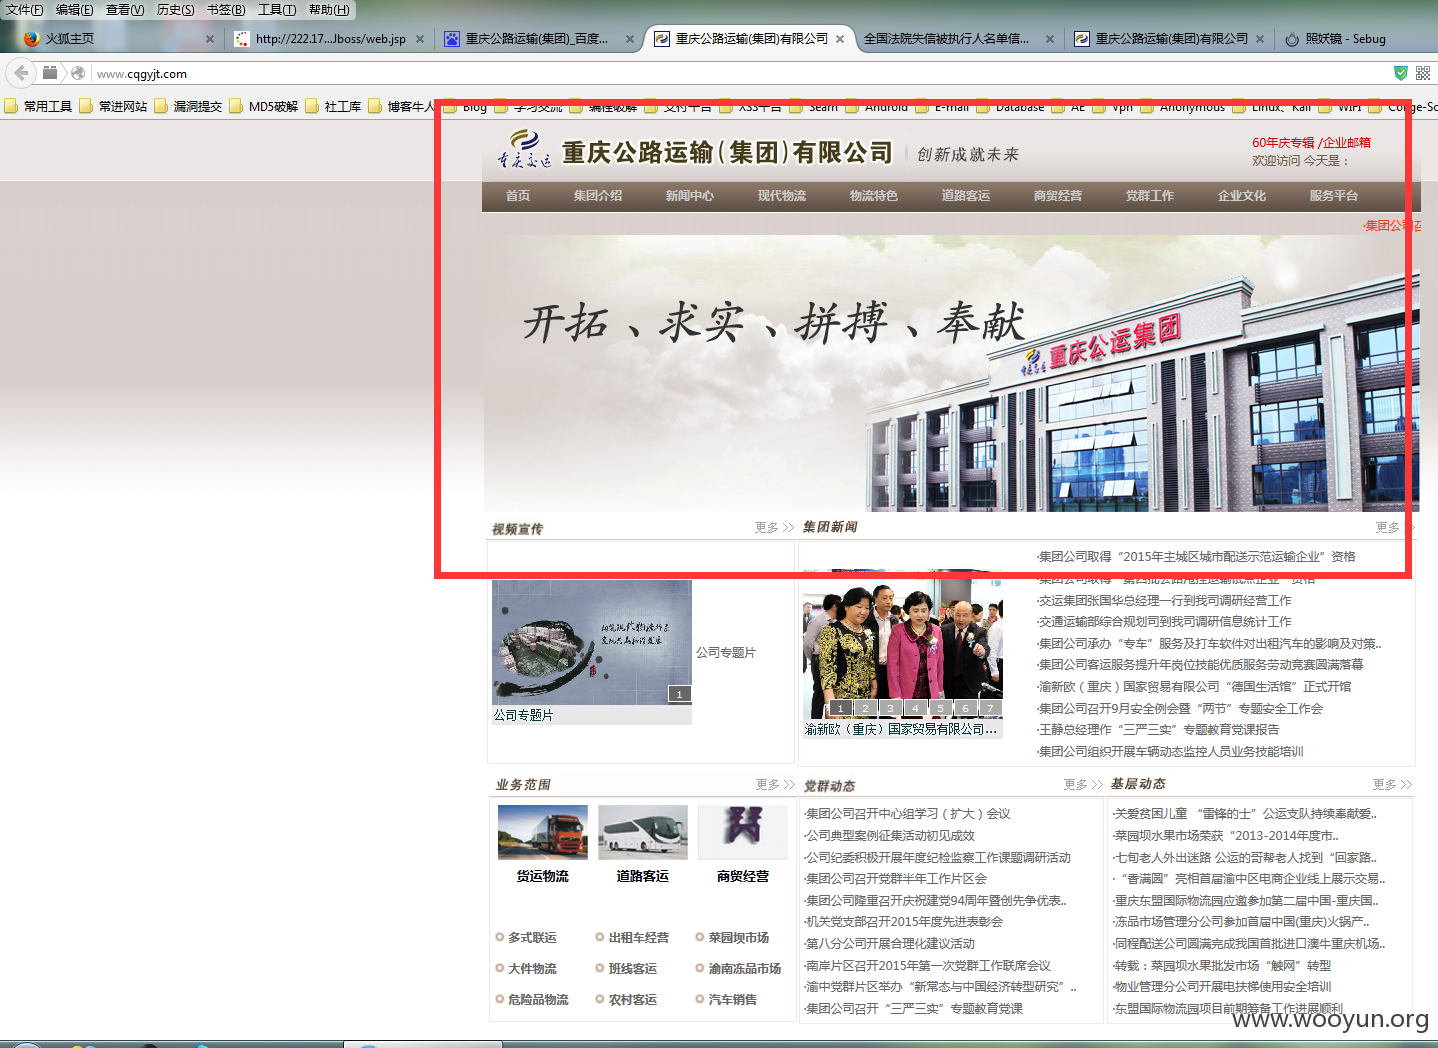 文件(F) 编辑(E) 查看(V) 历史(S) 书签(B) 工具(T) 帮助(H)
火狐主页 http://222.17...Jboss/web.jsp 重庆公路运输(集团)_百度... 重庆公路运输(集团)有限公司 全国法院失信被执行人名单信... 重庆公路运输(集团)有限公司 照妖镜 - Sebug
www.cqgyjt.com
常用工具 常进网站 漏洞提交 MD5破解 社工库 博客牛人 Blog 学习交流 编程破解 支付平台 XSS平台 Seam Android E-mail Database AE Vpn Anonymous Linux、Kali WIFI
重庆交运 重庆公路运输(集团)有限公司 创新成就未来
60年庆专辑 /企业邮箱
欢迎访问 今天是：
首页 集团介绍 新闻中心 现代物流 物流特色 道路客运 商贸经营 党群工作 企业文化 服务平台
·集团公司召
开拓、求实、拼搏、奉献
重庆公运集团
视频宣传 更多 >>
集团新闻 更多 >>
公司专题片
1
公司专题片
1 2 3 4 5 6 7
渝新欧（重庆）国家贸易有限公司...
·集团公司取得“2015年主城区城市配送示范运输企业”资格
·集团公司取得“第四批公路甩挂运输试点企业”资格
·交运集团张国华总经理一行到我司调研经营工作
·交通运输部综合规划司到我司调研信息统计工作
·集团公司承办“专车”服务及打车软件对出租汽车的影响及对策..
·集团公司客运服务提升年岗位技能优质服务劳动竞赛圆满落幕
·渝新欧（重庆）国家贸易有限公司“德国生活馆”正式开馆
·集团公司召开9月安全例会暨“两节”专题安全工作会
·王静总经理作“三严三实”专题教育党课报告
·集团公司组织开展车辆动态监控人员业务技能培训
业务范围 更多 >>
货运物流 道路客运 商贸经营
多式联运 出租车经营 菜园坝市场
大件物流 班线客运 渝南冻品市场
危险品物流 农村客运 汽车销售
党群动态 更多 >>
·集团公司召开中心组学习（扩大）会议
·公司典型案例征集活动初见成效
·公司纪委积极开展年度纪检监察工作课题调研活动
·集团公司召开党群半年工作片区会
·集团公司隆重召开庆祝建党94周年暨创先争优表..
·机关党支部召开2015年度先进表彰会
·第八分公司开展合理化建议活动
·南岸片区召开2015年第一次党群工作联席会议
·渝中党群片区举办“新常态与中国经济转型研究”..
·集团公司召开“三严三实”专题教育党课
基层动态 更多 >>
·关爱贫困儿童 “雷锋的士”公运支队持续奉献爱..
·菜园坝水果市场荣获“2013-2014年度市..
·七旬老人外出迷路 公运的哥帮老人找到“回家路..
·“香满圆”亮相首届渝中区电商企业线上展示交易..
·重庆东盟国际物流园应邀参加第二届中国-重庆国..
·冻品市场管理分公司参加首届中国(重庆)火锅产..
·同程配送公司圆满完成我国首批进口澳牛重庆机场..
·转载：菜园坝水果批发市场“触网”转型
·物业管理分公司开展电扶梯使用安全培训
·东盟国际物流园项目前期筹备工作进展顺利
www.wooyun.org